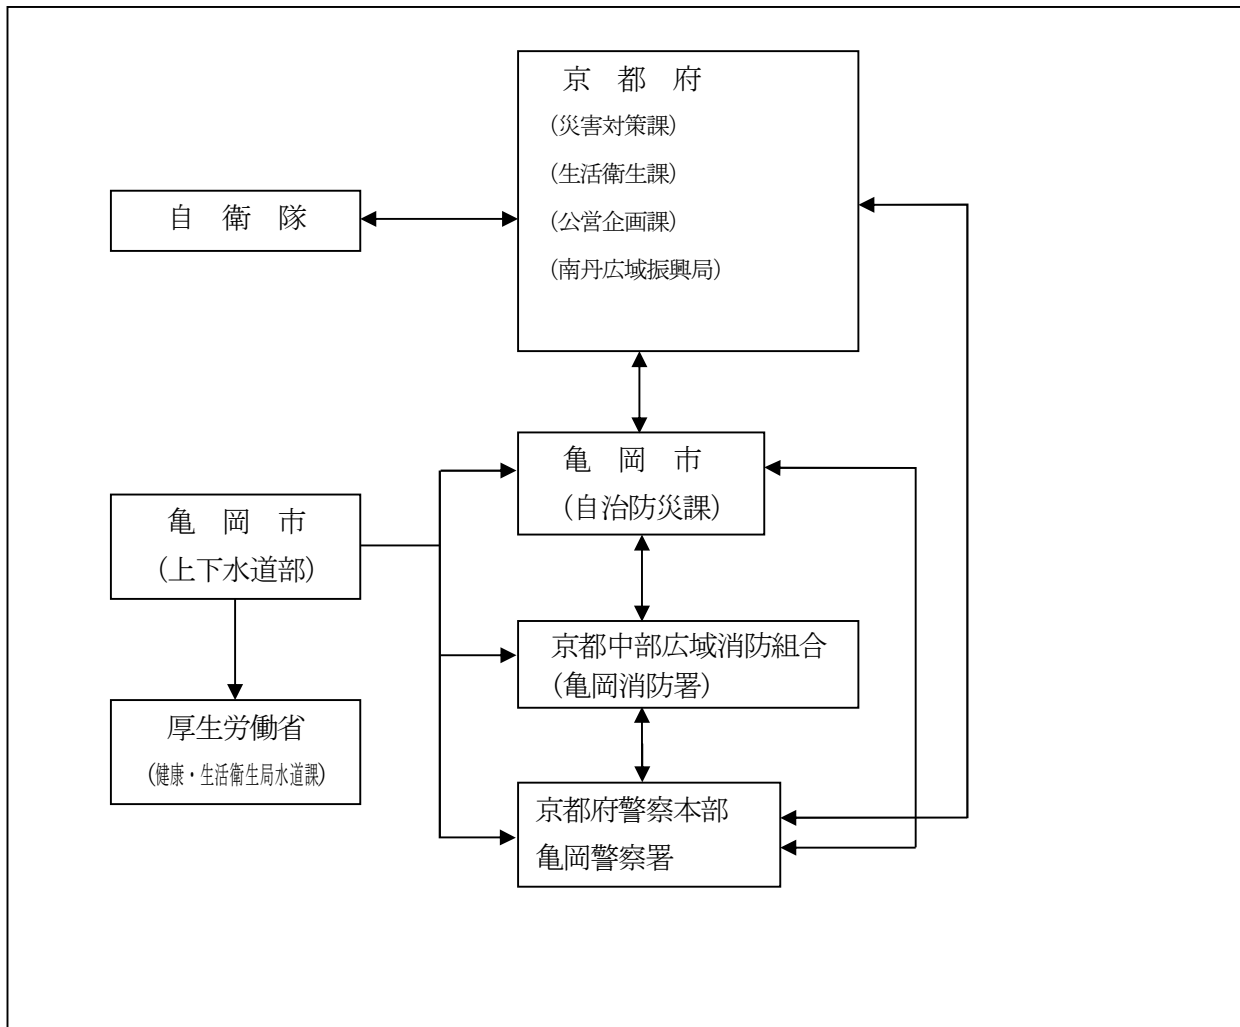 京 都 府
(災害対策課)
(生活衛生課)
(公営企画課)
(南丹広域振興局)
自 衛 隊
亀 岡 市
(自治防災課)
亀 岡 市
(上下水道部)
京都中部広域消防組合
(亀岡消防署)
厚生労働省
(健康・生活衛生局水道課)
京都府警察本部
亀岡警察署